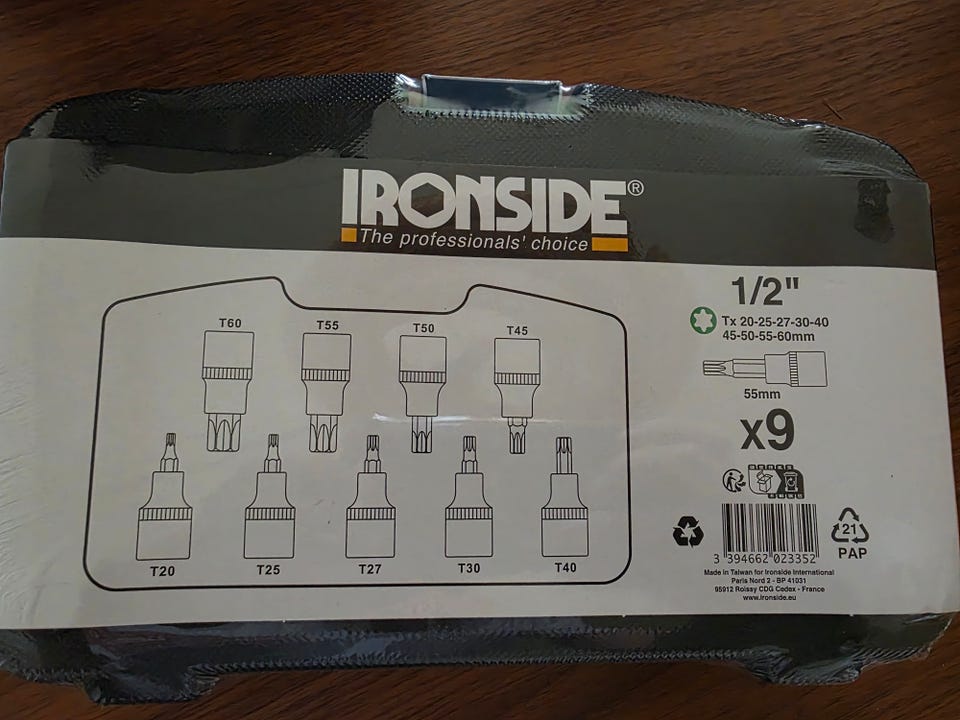 IRONSIDE®
The professionals' choice
T60 T55 T50 T45
T20 T25 T27 T30 T40
1/2"
Tx 20-25-27-30-40
45-50-55-60mm
55mm
x9
21
PAP
3 394662 023352
Made in Taiwan for Ironside International
Paris Nord 2 - BP 41031
95912 Roissy CDG Cedex - France
www.ironside.eu